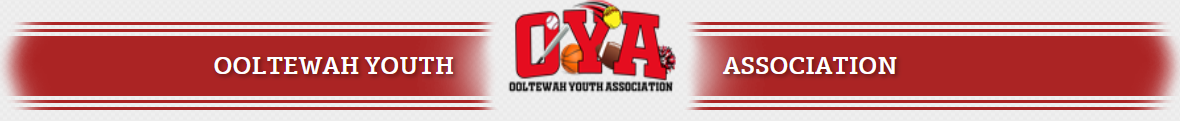 OOLTEWAH YOUTH
OYA
OOLTEWAH YOUTH ASSOCIATION
ASSOCIATION